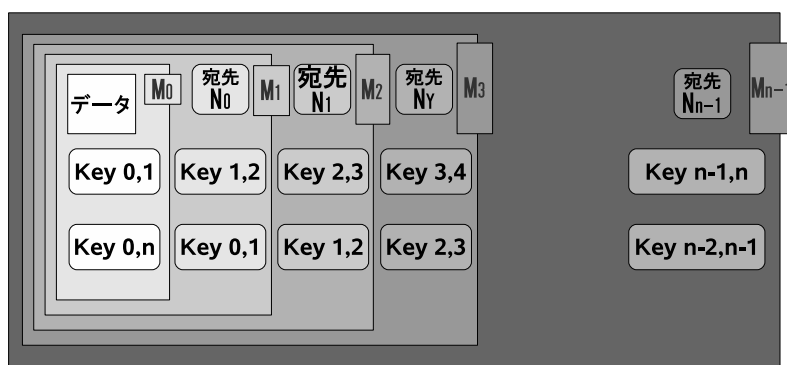 データ M0 宛先 N0 M1 宛先 N1 M2 宛先 NY M3 宛先 Nn-1 Mn-1
Key 0,1 Key 1,2 Key 2,3 Key 3,4 Key n-1,n
Key 0,n Key 0,1 Key 1,2 Key 2,3 Key n-2,n-1